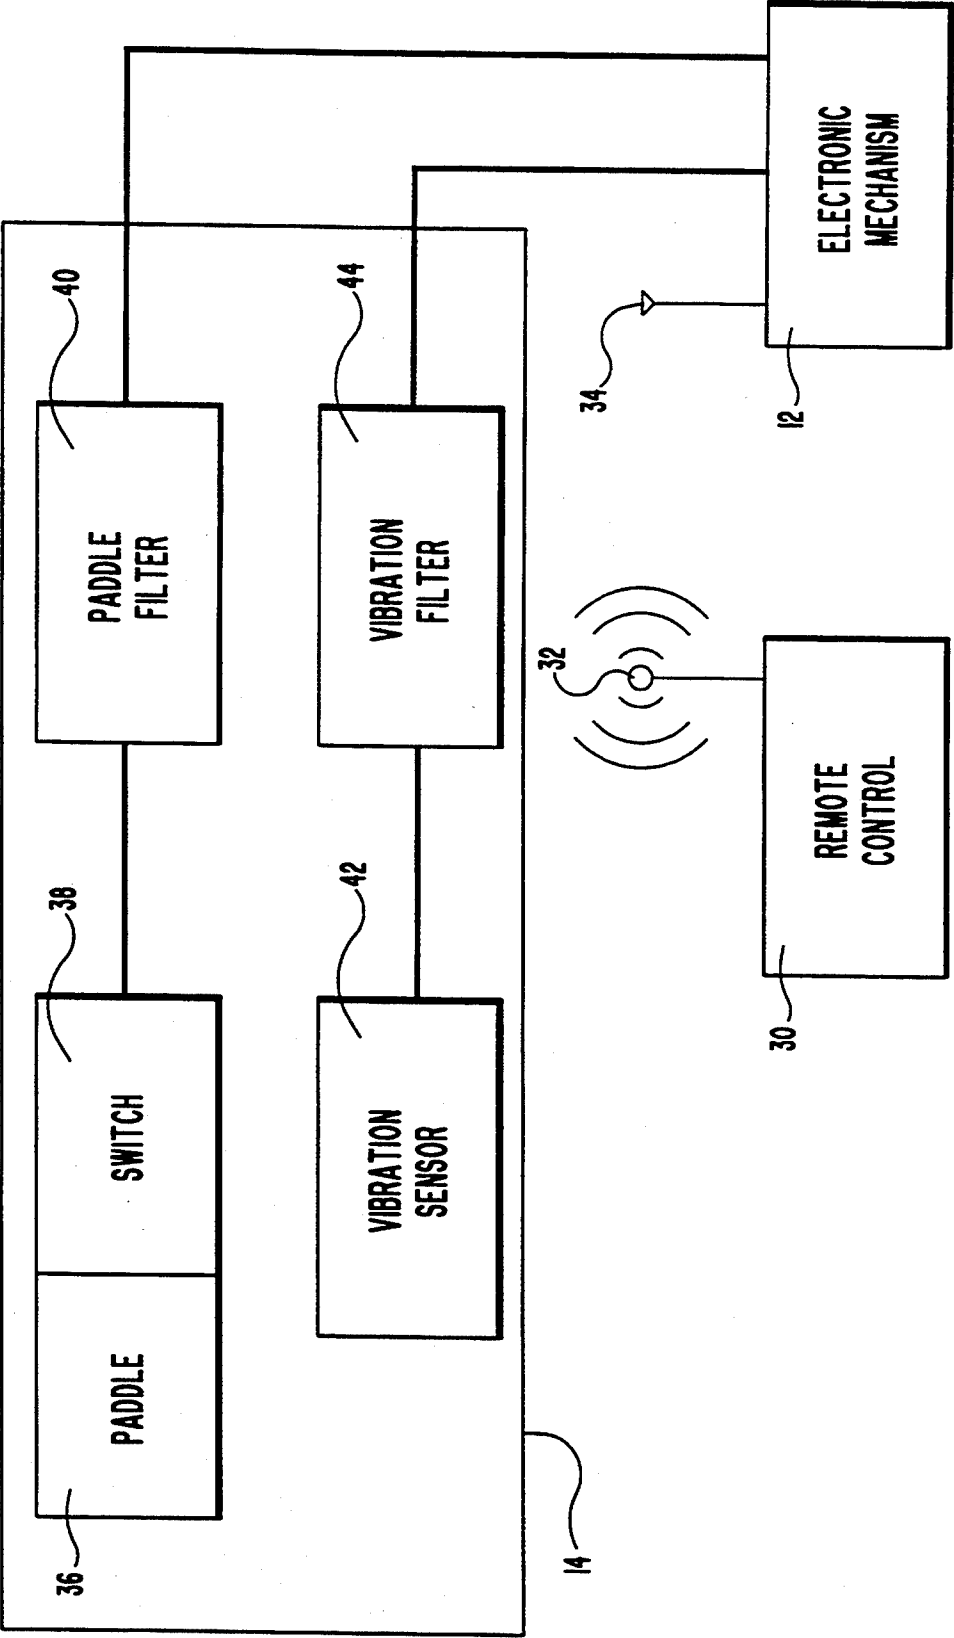 36
PADDLE
SWITCH
38
PADDLE
FILTER
40
VIBRATION
SENSOR
42
VIBRATION
FILTER
44
14
32
34
REMOTE
CONTROL
30
ELECTRONIC
MECHANISM
12